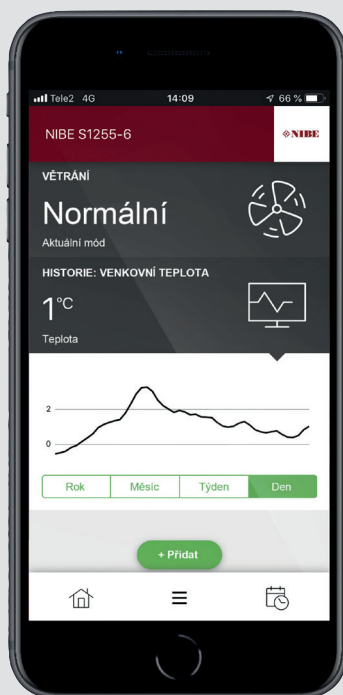 Tele2 4G 14:09 66 %
NIBE S1255-6
NIBE
VĚTRÁNÍ
Normální
Aktuální mód
HISTORIE: VENKOVNÍ TEPLOTA
1°C
Teplota
2
0
Rok Měsíc Týden Den
+ Přidat